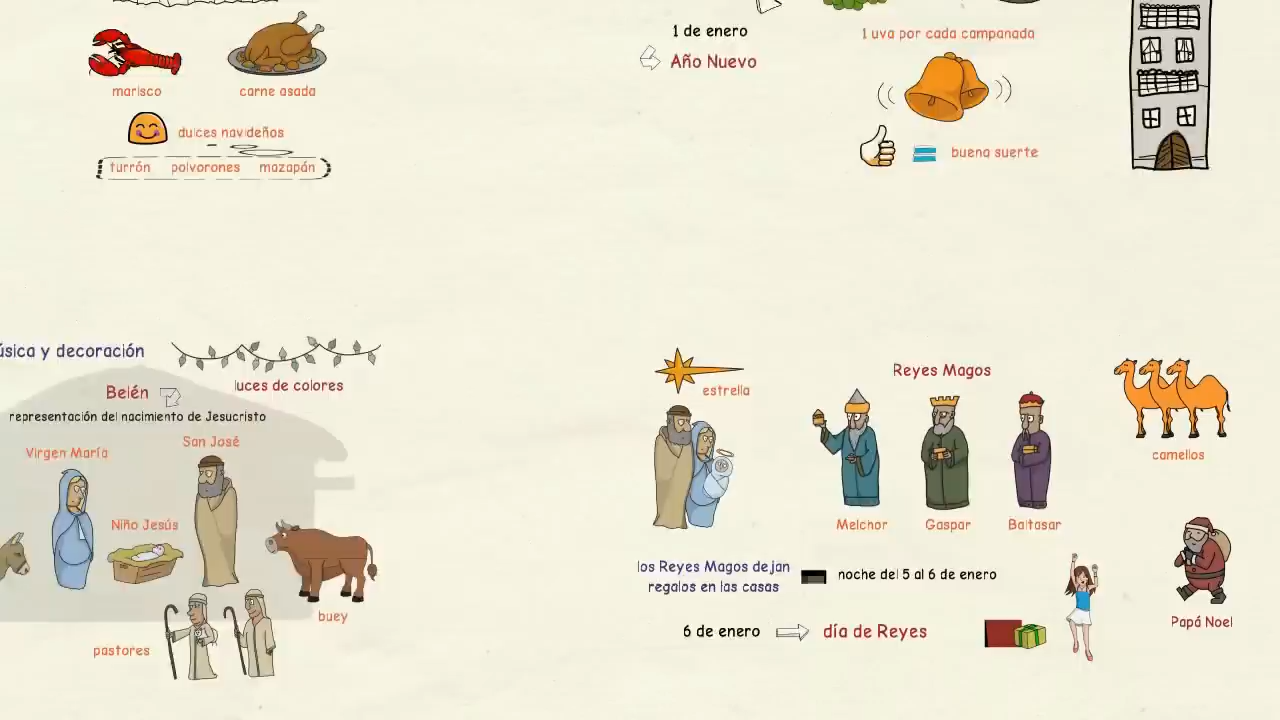 marisco
carne asada
dulces navideños
turrón polvorones mazapán
1 de enero
Año Nuevo
1 uva por cada campanada
buena suerte
úsica y decoración
luces de colores
Belén
representación del nacimiento de Jesucristo
Virgen María
San José
Niño Jesús
buey
pastores
estrella
Reyes Magos
camellos
Melchor
Gaspar
Baltasar
los Reyes Magos dejan
regalos en las casas
noche del 5 al 6 de enero
6 de enero
día de Reyes
Papá Noel